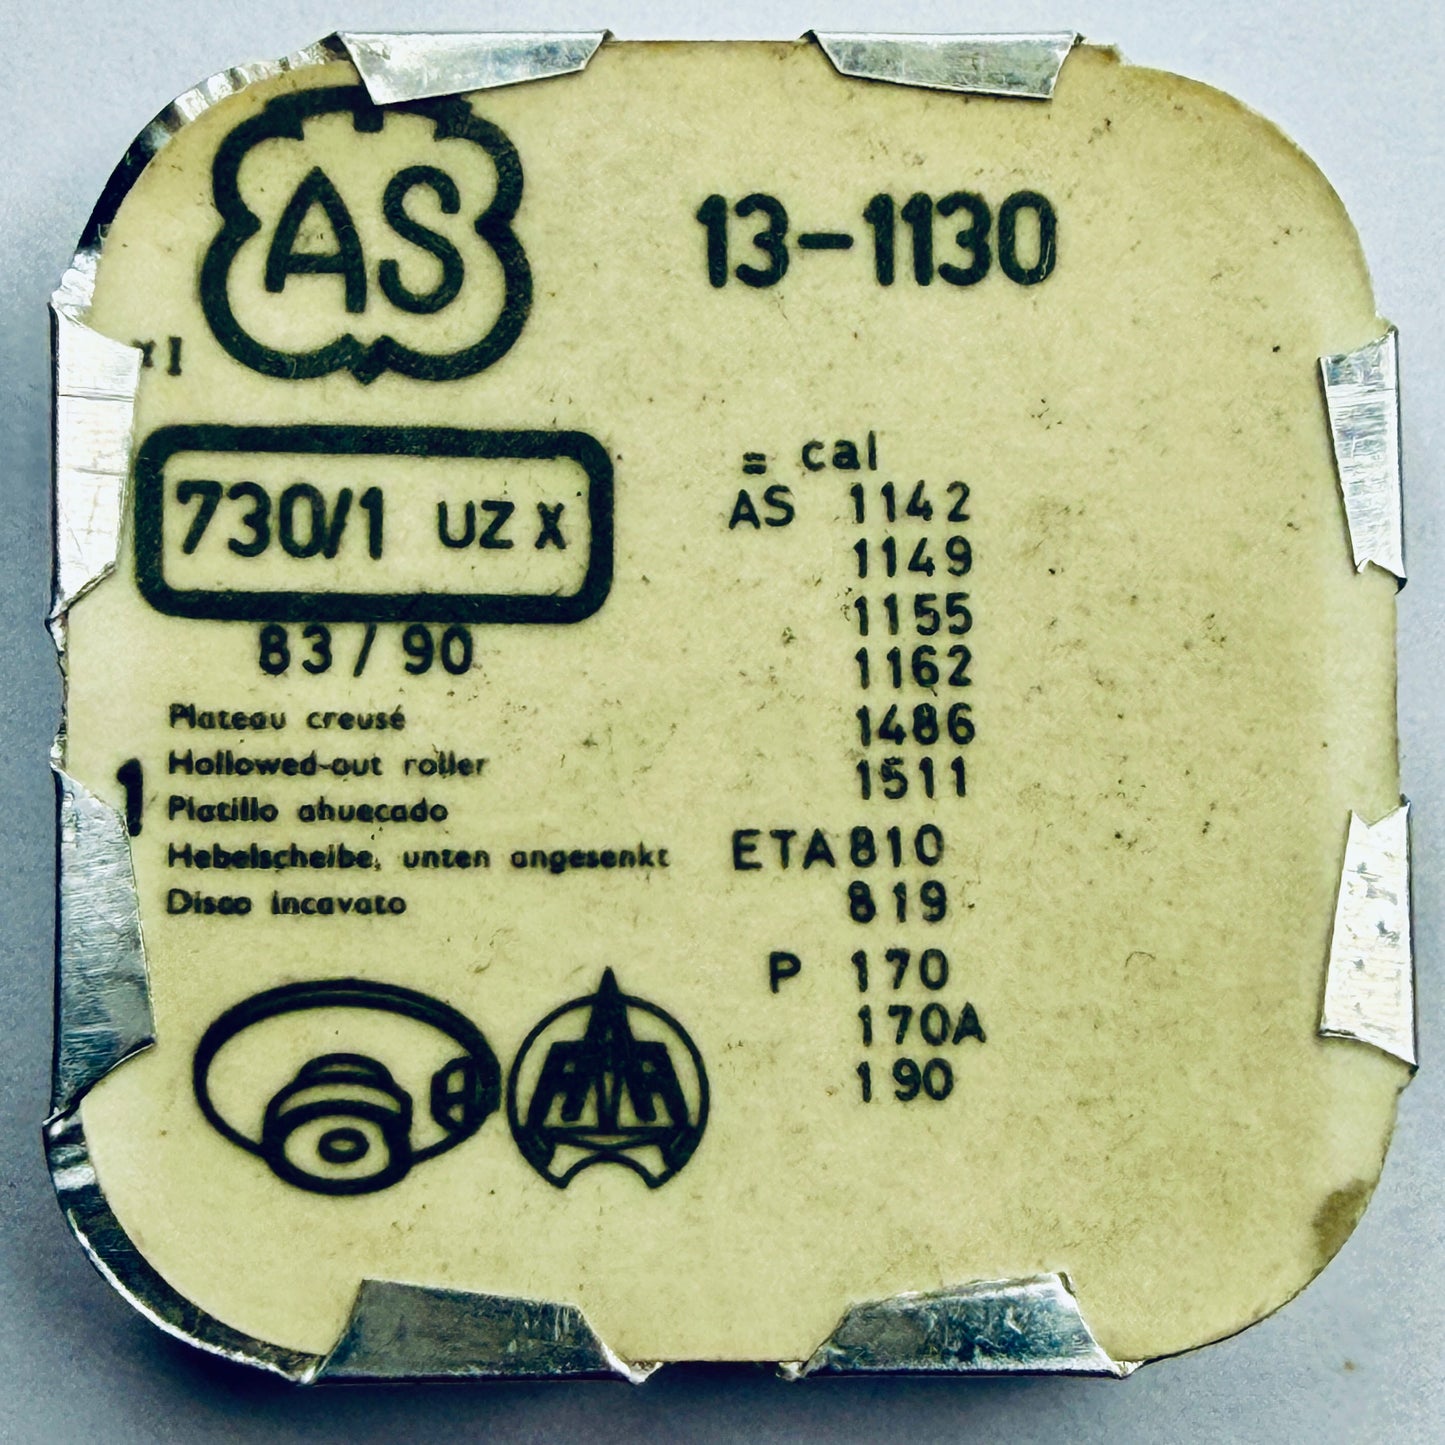 AS
13-1130
x1
730/1 UZ X
83/90
1
Plateau creusé
Hollowed-out roller
Platillo ahuecado
Hebelscheibe, unten angesenkt
Disco incavato
= cal
AS 1142
1149
1155
1162
1486
1511
ETA 810
819
P 170
170A
190